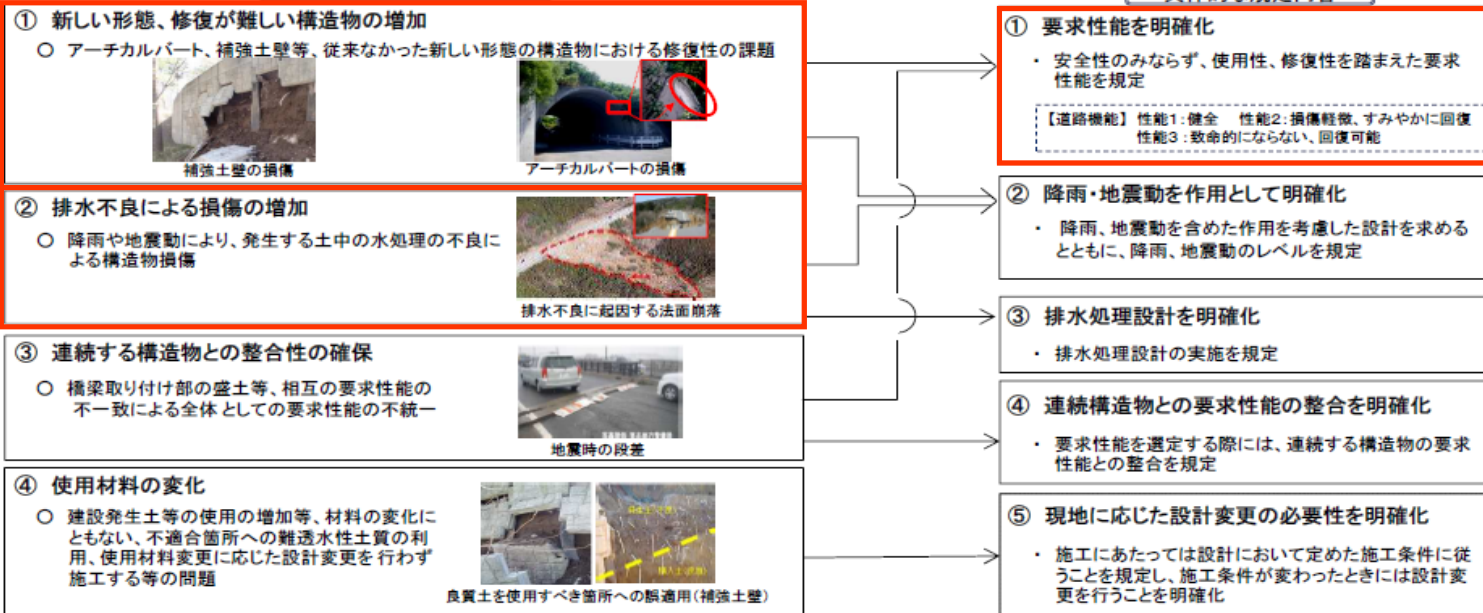 ① 新しい形態、修復が難しい構造物の増加
○ アーチカルバート、補強土壁等、従来なかった新しい形態の構造物における修復性の課題
補強土壁の損傷
アーチカルバートの損傷
② 排水不良による損傷の増加
○ 降雨や地震動により、発生する土中の水処理の不良に
よる構造物損傷
排水不良に起因する法面崩落
③ 連続する構造物との整合性の確保
○ 橋梁取り付け部の盛土等、相互の要求性能の
不一致による全体としての要求性能の不統一
地震時の段差
④ 使用材料の変化
○ 建設発生土等の使用の増加等、材料の変化に
ともない、不適合箇所への難透水性土質の利
用、使用材料変更に応じた設計変更を行わず
施工する等の問題
良質土を使用すべき箇所への誤適用(補強土壁)
① 要求性能を明確化
・ 安全性のみならず、使用性、修復性を踏まえた要求
性能を規定
【道路機能】 性能1:健全 性能2:損傷軽微、すみやかに回復
性能3:致命的にならない、回復可能
② 降雨・地震動を作用として明確化
・ 降雨、地震動を含めた作用を考慮した設計を求める
とともに、降雨、地震動のレベルを規定
③ 排水処理設計を明確化
・ 排水処理設計の実施を規定
④ 連続構造物との要求性能の整合を明確化
・ 要求性能を選定する際には、連続する構造物の要求
性能との整合を規定
⑤ 現地に応じた設計変更の必要性を明確化
・ 施工にあたっては設計において定めた施工条件に従
うことを規定し、施工条件が変わったときには設計変
更を行うことを明確化